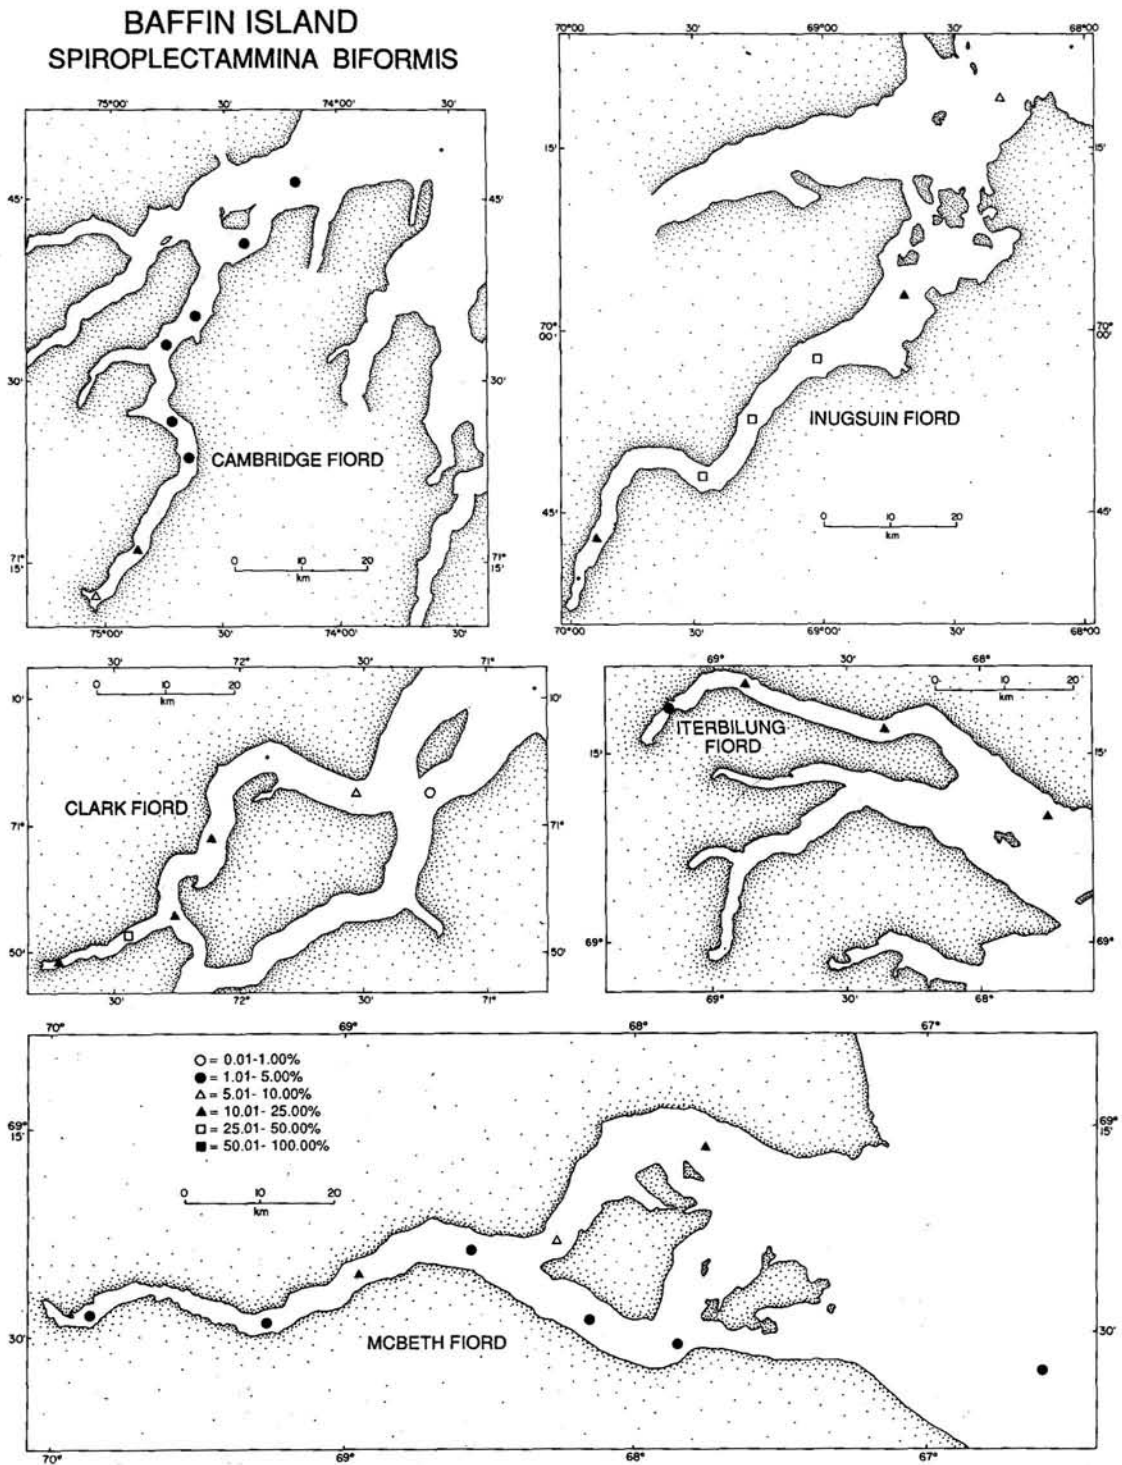 BAFFIN ISLAND
SPIROPLECTAMMINA BIFORMIS
75°00' 30' 74°00' 30'
45' 45'
30' 30'
CAMBRIDGE FIORD
71° 15' 71° 15'
0 10 20
km
75°00' 30' 74°00' 30'
70°00 30' 69°00 30' 68°00
15' 15'
70° 00' 70° 00'
INUGSUIN FIORD
45' 45'
0 10 20
km
70°00 30' 69°00 30' 68°00
30' 72° 30' 71°
0 10 20
km
10' 10'
CLARK FIORD
71° 71°
50' 50'
30' 72° 30' 71°
69° 30' 68°
0 10 20
km
ITERBILUNG
FIORD
15' 15'
69° 69°
69° 30' 68°
70° 69° 68° 67°
○ = 0.01-1.00%
● = 1.01- 5.00%
△ = 5.01- 10.00%
▲ = 10.01- 25.00%
□ = 25.01- 50.00%
■ = 50.01- 100.00%
69° 15' 69° 15'
0 10 20
km
30' 30'
MCBETH FIORD
70° 69° 68° 67°